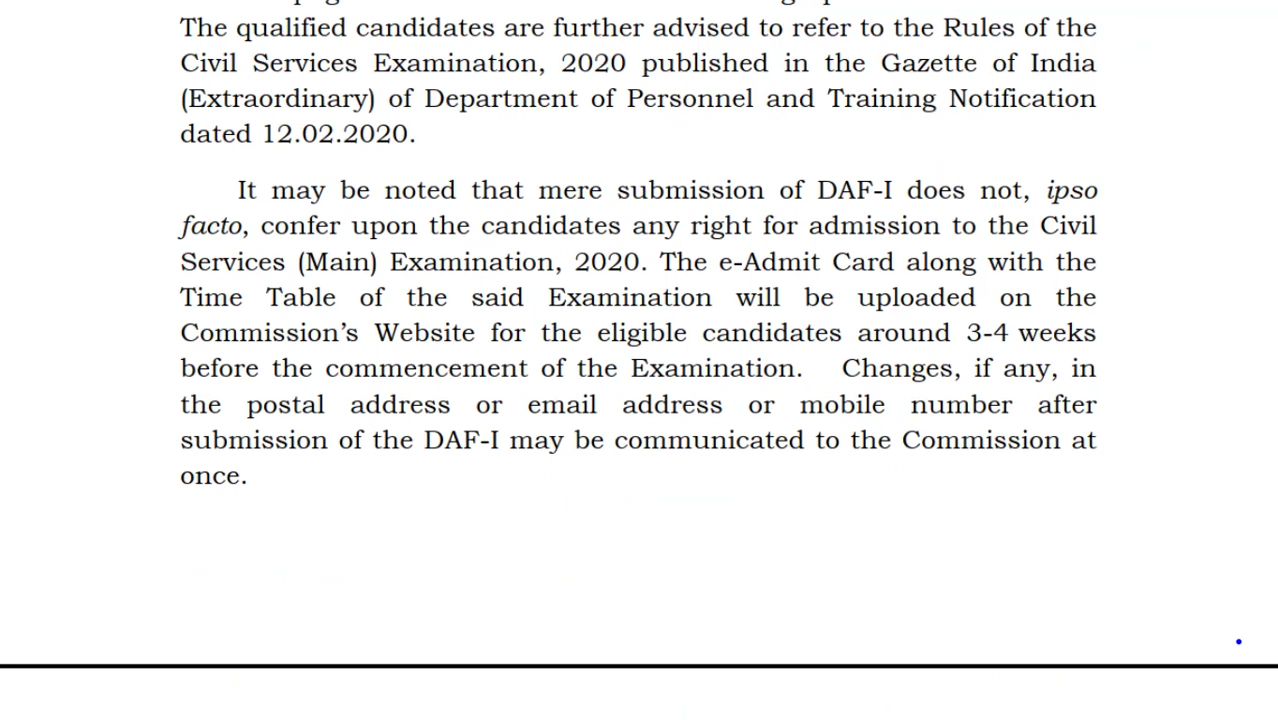 The qualified candidates are further advised to refer to the Rules of the
Civil Services Examination, 2020 published in the Gazette of India
(Extraordinary) of Department of Personnel and Training Notification
dated 12.02.2020.
It may be noted that mere submission of DAF-I does not, ipso
facto, confer upon the candidates any right for admission to the Civil
Services (Main) Examination, 2020. The e-Admit Card along with the
Time Table of the said Examination will be uploaded on the
Commission’s Website for the eligible candidates around 3-4 weeks
before the commencement of the Examination. Changes, if any, in
the postal address or email address or mobile number after
submission of the DAF-I may be communicated to the Commission at
once.